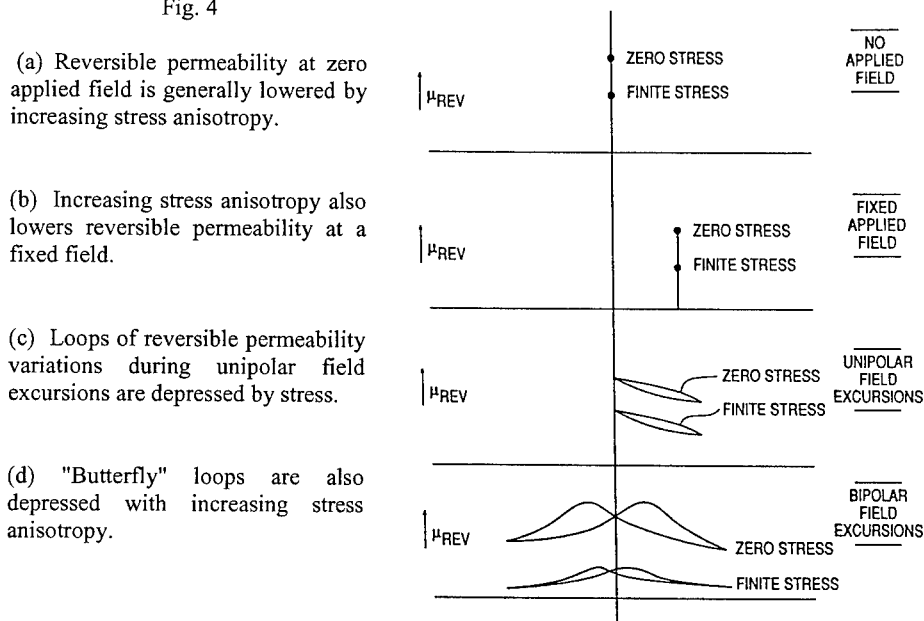 Fig. 4
(a) Reversible permeability at zero
applied field is generally lowered by
increasing stress anisotropy.
μREV
ZERO STRESS
FINITE STRESS
NO
APPLIED
FIELD
(b) Increasing stress anisotropy also
lowers reversible permeability at a
fixed field.
μREV
ZERO STRESS
FINITE STRESS
FIXED
APPLIED
FIELD
(c) Loops of reversible permeability
variations during unipolar field
excursions are depressed by stress.
μREV
ZERO STRESS
FINITE STRESS
UNIPOLAR
FIELD
EXCURSIONS
(d) "Butterfly" loops are also
depressed with increasing stress
anisotropy.
μREV
ZERO STRESS
FINITE STRESS
BIPOLAR
FIELD
EXCURSIONS